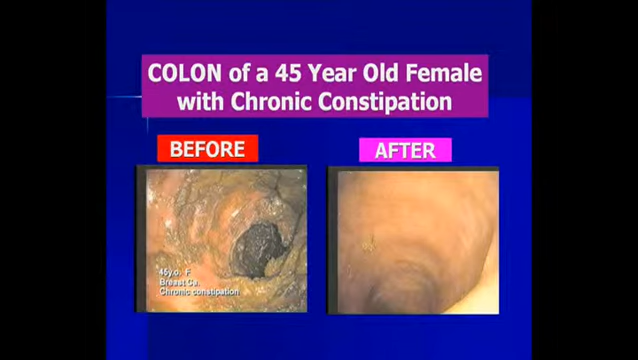 COLON of a 45 Year Old Female
with Chronic Constipation
BEFORE
AFTER
45y.o. F
Breast Ca
Chronic constipation